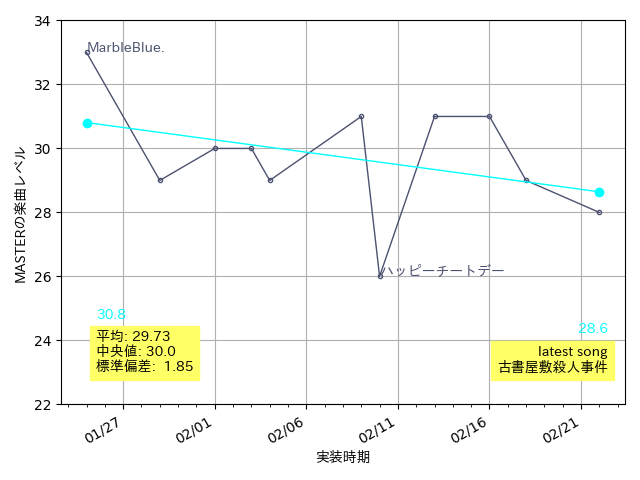 34
32
30
28
26
24
22
MASTERの楽曲レベル
MarbleBlue.
ハッピーチートデー
30.8
平均: 29.73
中央値: 30.0
標準偏差: 1.85
28.6
latest song
古書屋敷殺人事件
01/27
02/01
02/06
02/11
02/16
02/21
実装時期